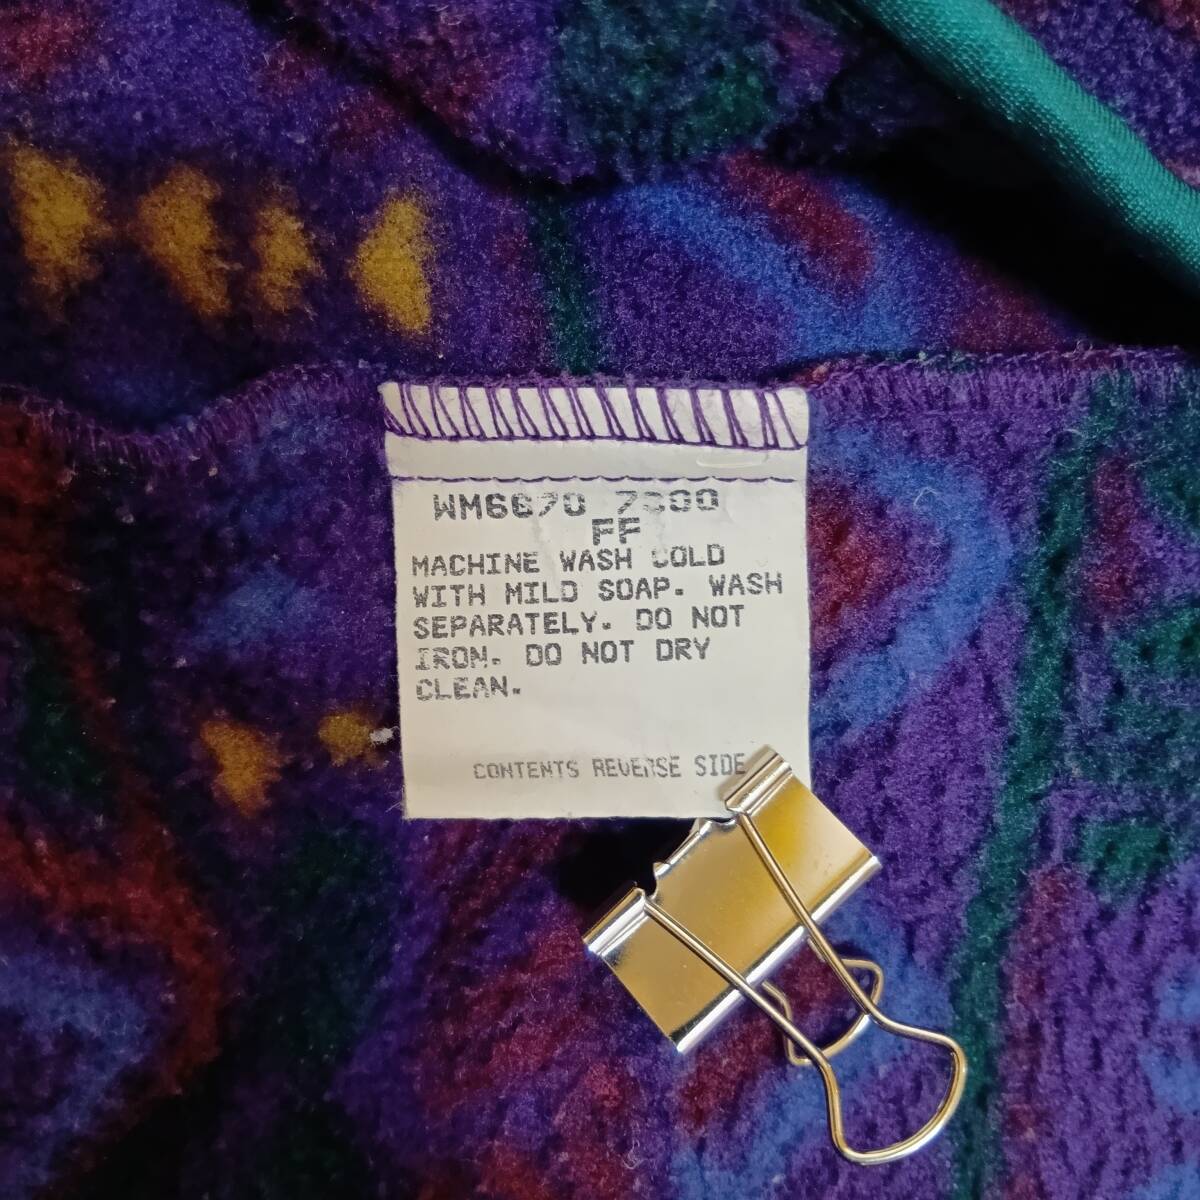 WM6670
FF
MACHINE WASH COLD
WITH MILD SOAP. WASH
SEPARATELY. DO NOT
IRON. DO NOT DRY
CLEAN.
CONTENTS REVERSE SIDE